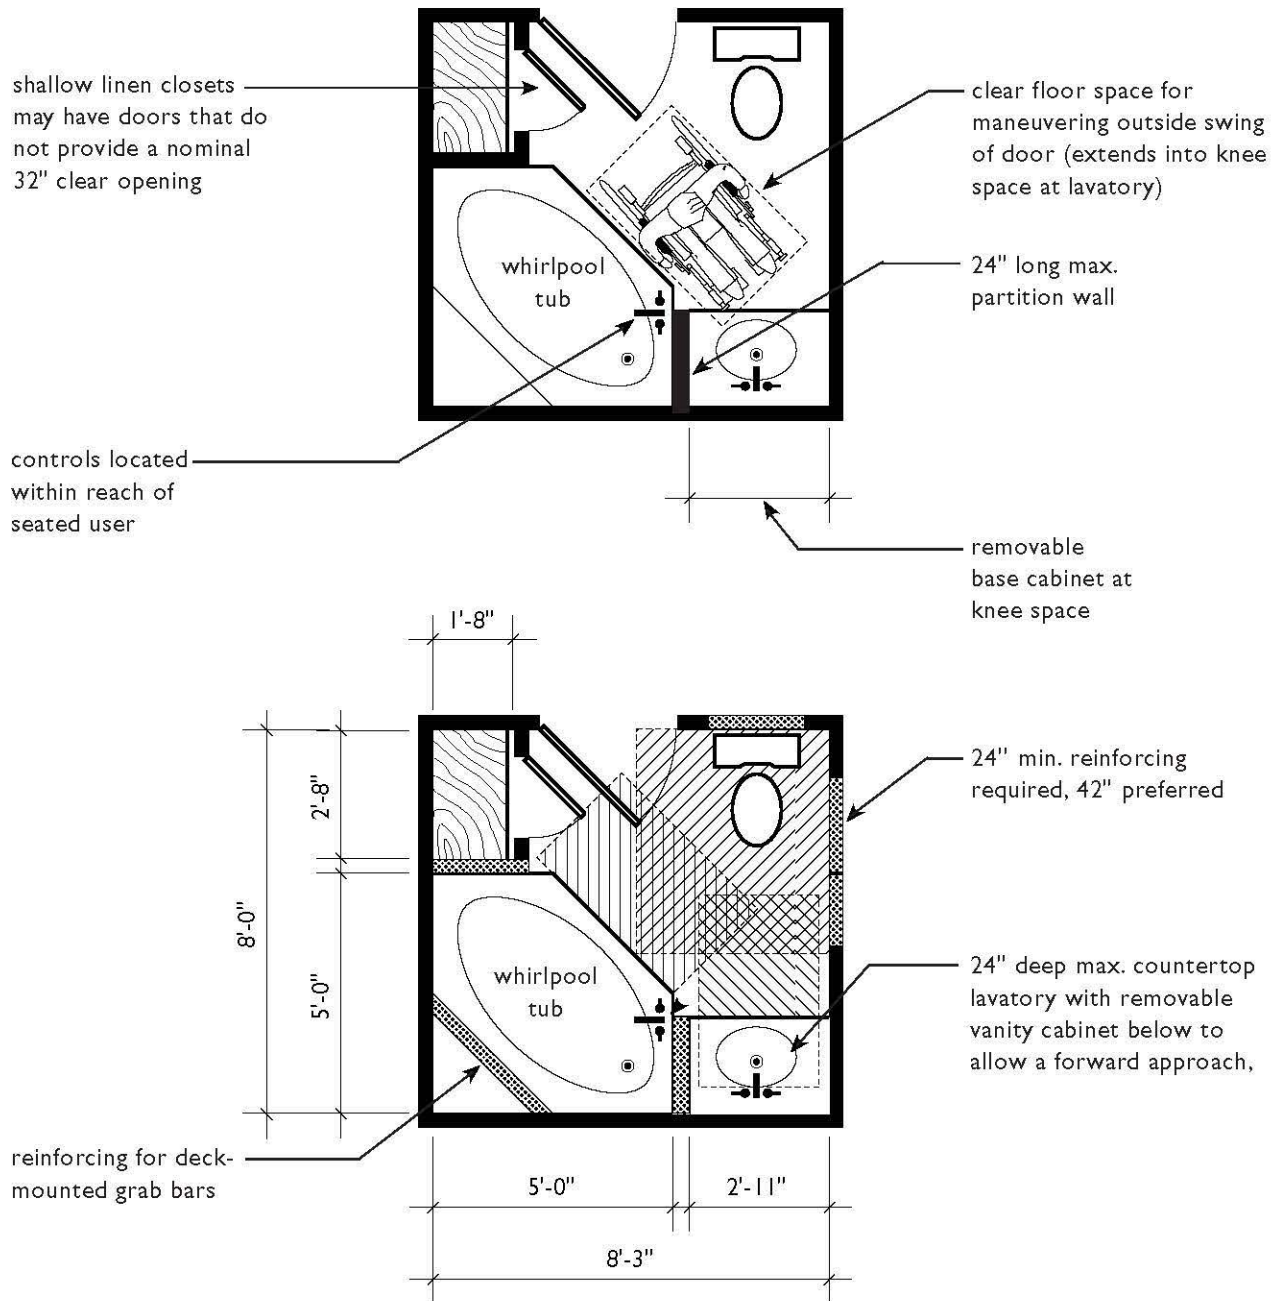 shallow linen closets
may have doors that do
not provide a nominal
32" clear opening
clear floor space for
maneuvering outside swing
of door (extends into knee
space at lavatory)
whirlpool
tub
24" long max.
partition wall
controls located
within reach of
seated user
removable
base cabinet at
knee space
1'-8"
2'-8"
8'-0"
5'-0"
24" min. reinforcing
required, 42" preferred
whirlpool
tub
24" deep max. countertop
lavatory with removable
vanity cabinet below to
allow a forward approach,
reinforcing for deck-
mounted grab bars
5'-0"
2'-11"
8'-3"